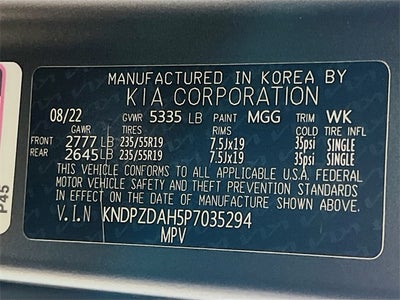 MANUFACTURED IN KOREA BY
KIA CORPORATION
08/22 GVWR 5335 LB PAINT MGG TRIM WK
GAWR TIRES RIMS COLD TIRE INFL
FRONT 2777 LB 235/55R19 7.5Jx19 35psi SINGLE
REAR 2645 LB 235/55R19 7.5Jx19 35psi SINGLE
THIS VEHICLE CONFORMS TO ALL APPLICABLE U.S.A. FEDERAL
MOTOR VEHICLE SAFETY AND THEFT PREVENTION STANDARDS
IN EFFECT ON THE DATE OF MANUFACTURE SHOWN ABOVE.
V.I.N KNDPZDAH5P7035294
MPV
P45